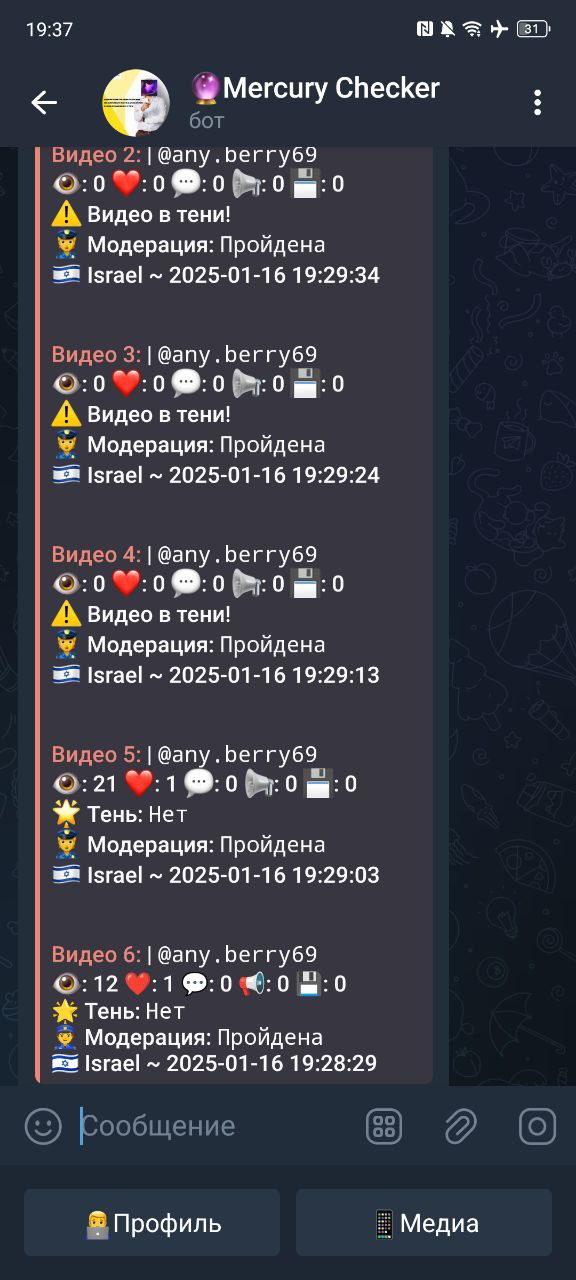 19:37
31
🔮Mercury Checker
бот
Видео 2: | @any.berry69
👁: 0 ❤️: 0 💬: 0 📢: 0 💾: 0
⚠️ Видео в тени!
👮 Модерация: Пройдена
🇮🇱 Israel ~ 2025-01-16 19:29:34
Видео 3: | @any.berry69
👁: 0 ❤️: 0 💬: 0 📢: 0 💾: 0
⚠️ Видео в тени!
👮 Модерация: Пройдена
🇮🇱 Israel ~ 2025-01-16 19:29:24
Видео 4: | @any.berry69
👁: 0 ❤️: 0 💬: 0 📢: 0 💾: 0
⚠️ Видео в тени!
👮 Модерация: Пройдена
🇮🇱 Israel ~ 2025-01-16 19:29:13
Видео 5: | @any.berry69
👁: 21 ❤️: 1 💬: 0 📢: 0 💾: 0
🌟 Тень: Нет
👮 Модерация: Пройдена
🇮🇱 Israel ~ 2025-01-16 19:29:03
Видео 6: | @any.berry69
👁: 12 ❤️: 1 💬: 0 📢: 0 💾: 0
🌟 Тень: Нет
👮 Модерация: Пройдена
🇮🇱 Israel ~ 2025-01-16 19:28:29
Сообщение
👨‍💻Профиль
📱Медиа